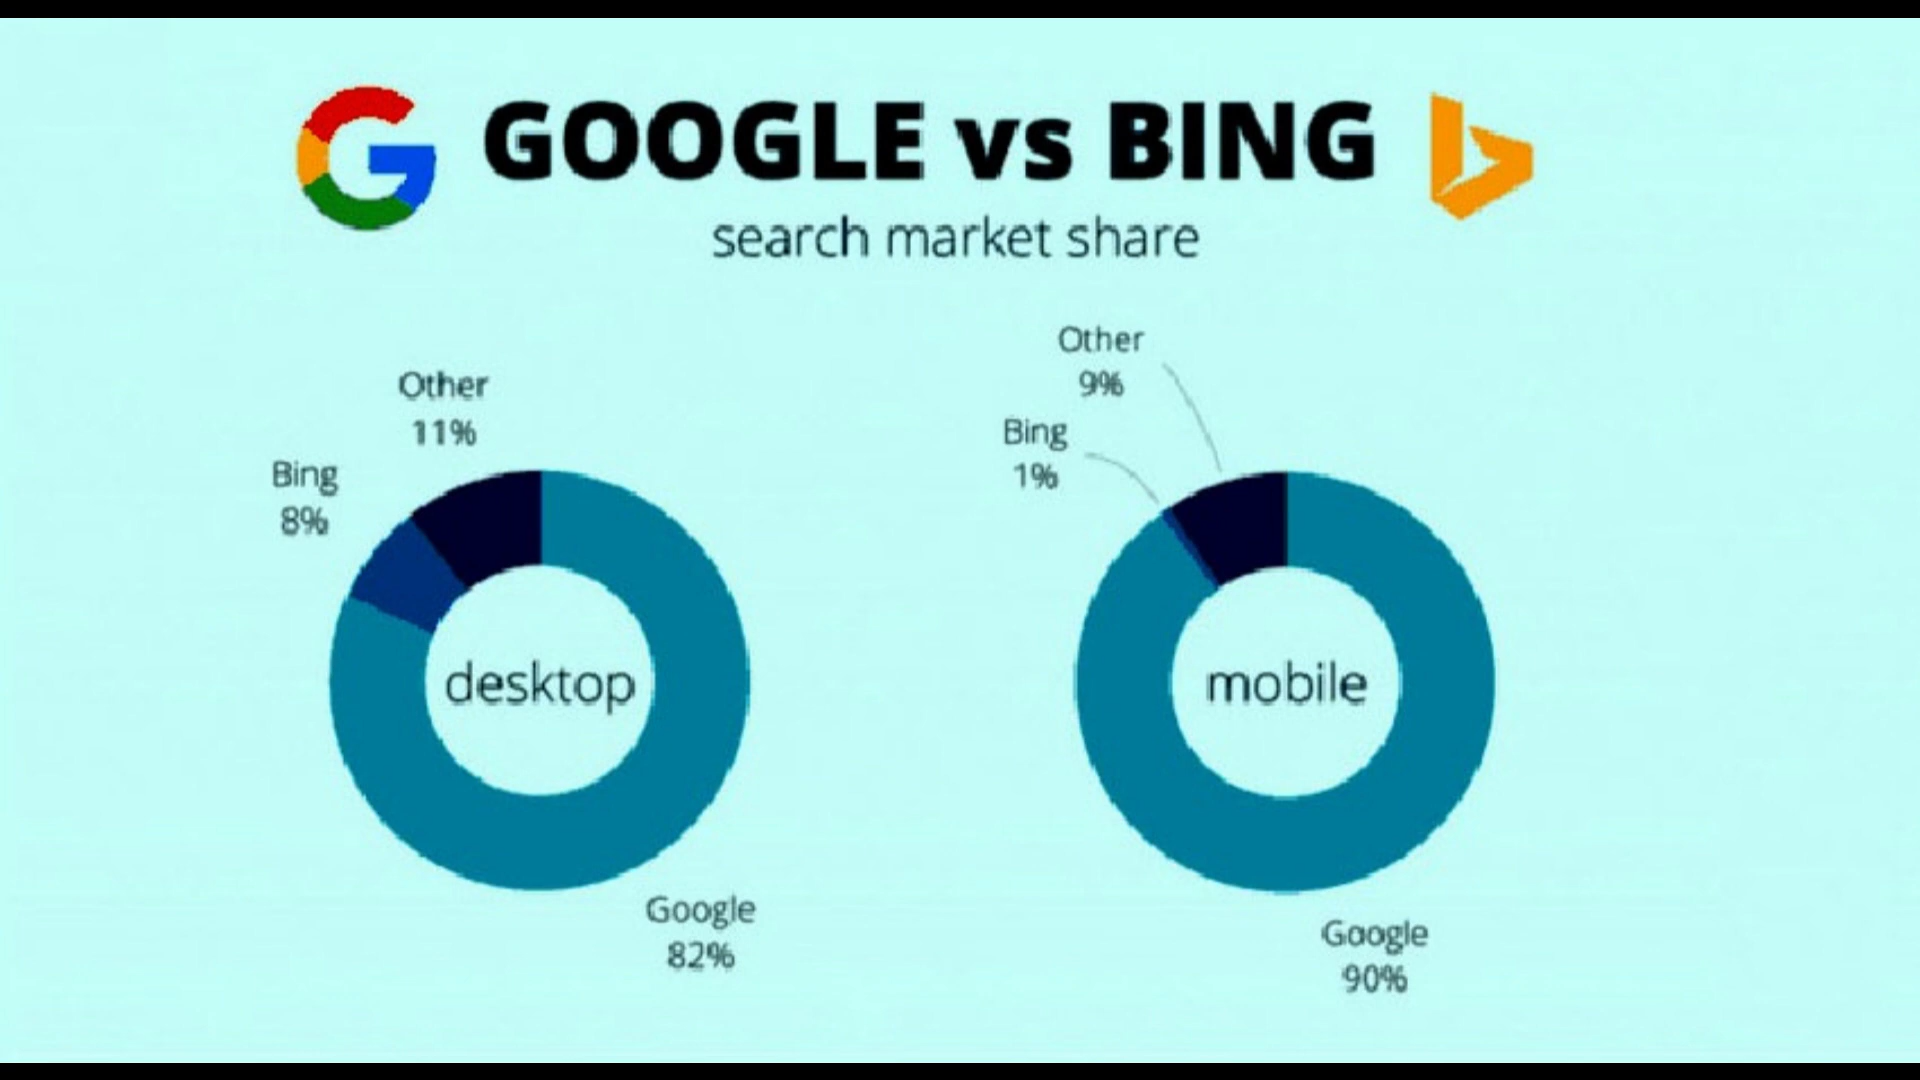 GOOGLE vs BING
search market share
Other
11%
Bing
8%
desktop
Google
82%
Other
9%
Bing
1%
mobile
Google
90%